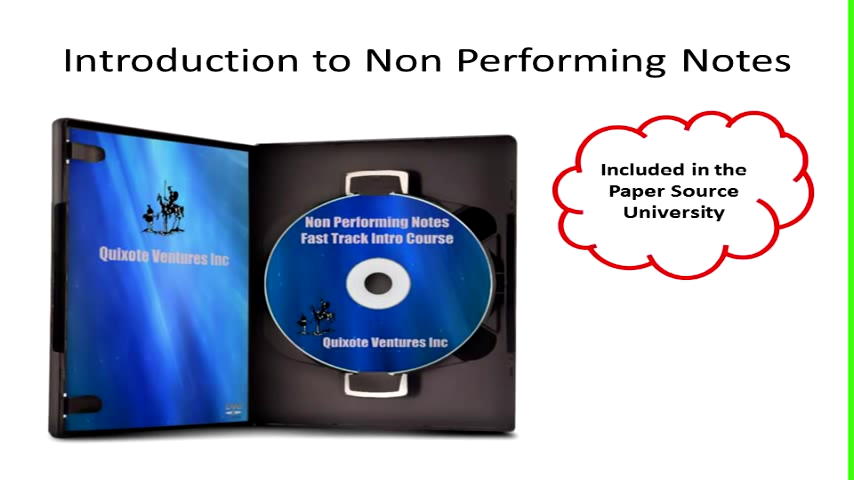 Introduction to Non Performing Notes
Included in the
Paper Source
University
Quixote Ventures Inc
Non Performing Notes
Fast Track Intro Course
Quixote Ventures Inc